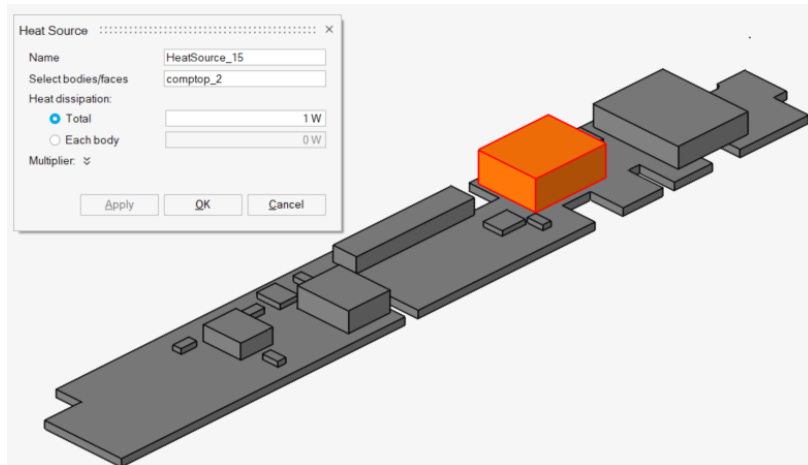 Heat Source
Name HeatSource_15
Select bodies/faces comptop_2
Heat dissipation:
Total 1 W
Each body 0 W
Multiplier:
Apply OK Cancel